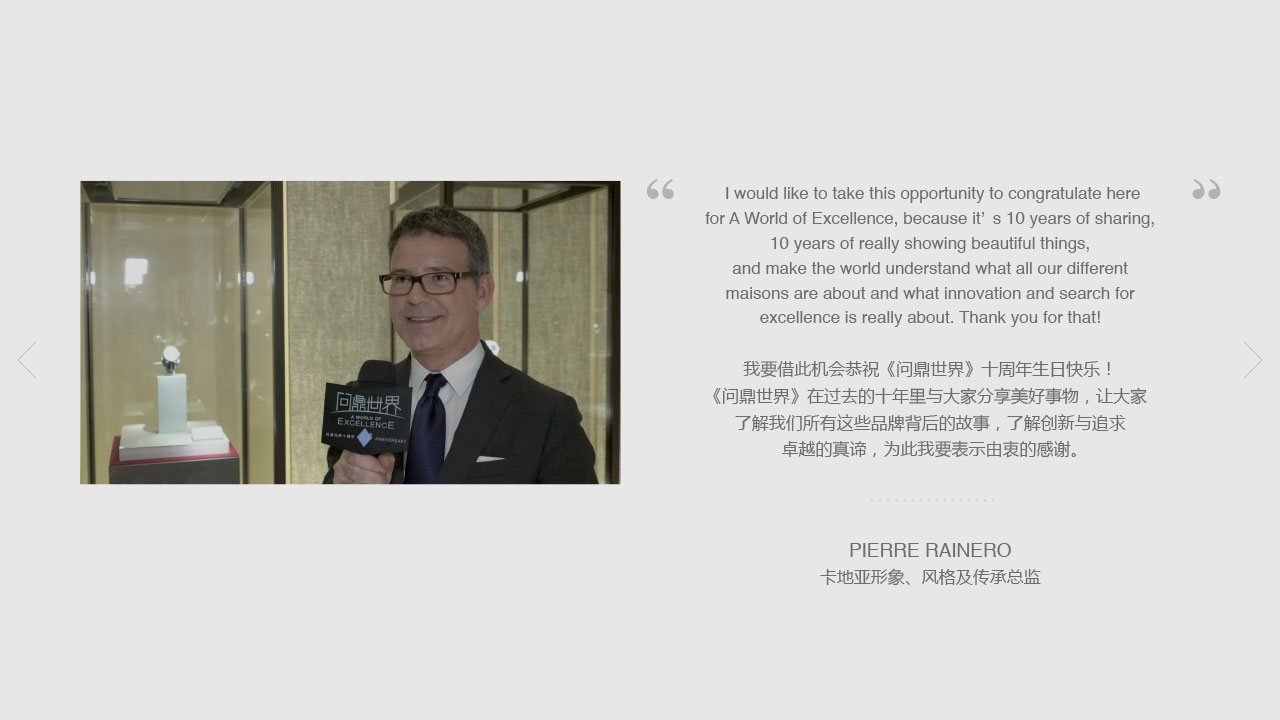 “
I would like to take this opportunity to congratulate here
for A World of Excellence, because it’s 10 years of sharing,
10 years of really showing beautiful things,
and make the world understand what all our different
maisons are about and what innovation and search for
excellence is really about. Thank you for that!
”
我要借此机会恭祝《问鼎世界》十周年生日快乐！
《问鼎世界》在过去的十年里与大家分享美好事物，让大家
了解我们所有这些品牌背后的故事，了解创新与追求
卓越的真谛，为此我要表示由衷的感谢。
PIERRE RAINERO
卡地亚形象、风格及传承总监
问鼎世界
A WORLD OF
EXCELLENCE
ANNIVERSARY